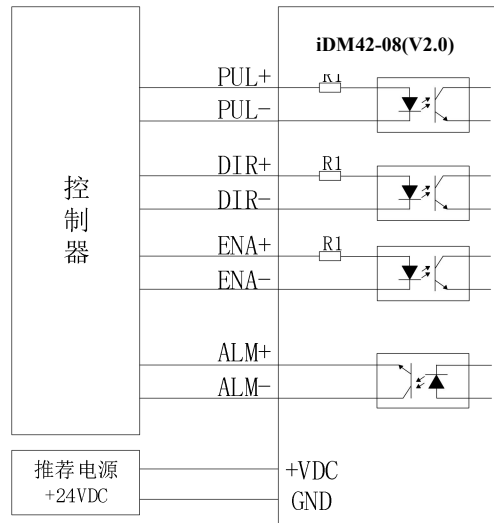 iDM42-08(V2.0)
PUL+
R1
PUL-
DIR+
R1
DIR-
控制器
ENA+
R1
ENA-
ALM+
ALM-
推荐电源
+24VDC
+VDC
GND